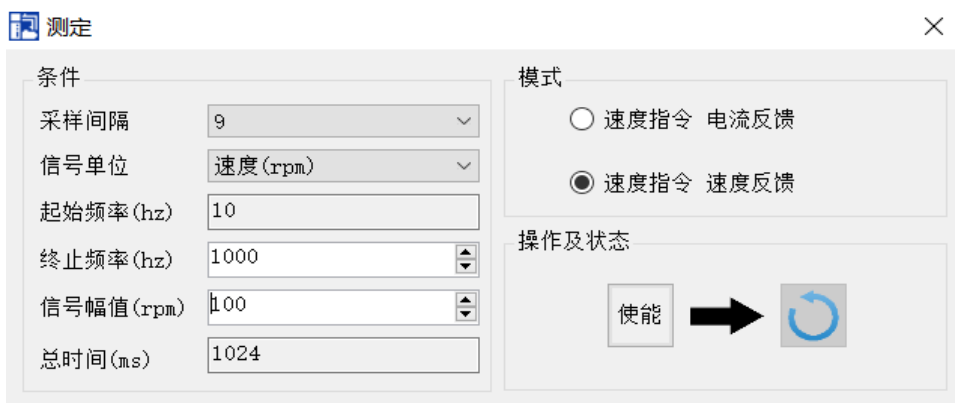 测定
条件
采样间隔 9
信号单位 速度(rpm)
起始频率(hz) 10
终止频率(hz) 1000
信号幅值(rpm) 100
总时间(ms) 1024
模式
速度指令 电流反馈
速度指令 速度反馈
操作及状态
使能